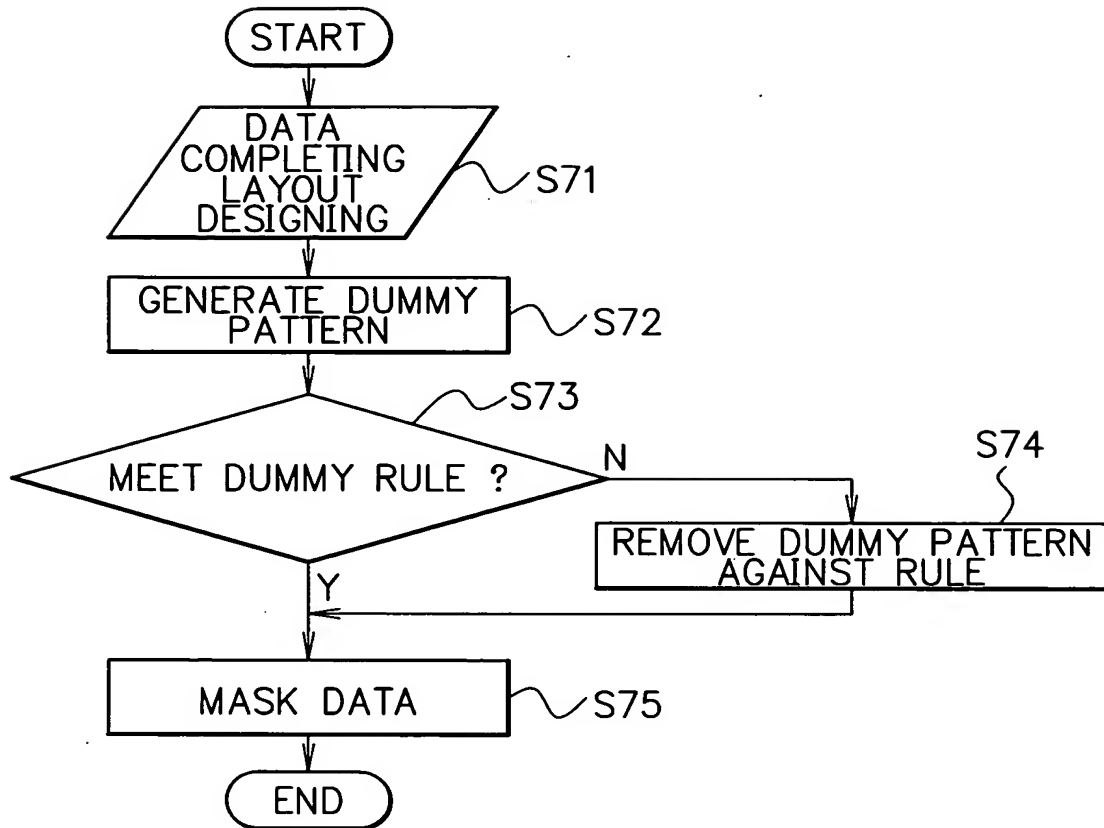 START
DATA
COMPLETING
LAYOUT
DESIGNING
S71
GENERATE DUMMY
PATTERN
S72
S73
MEET DUMMY RULE ?
N
S74
REMOVE DUMMY PATTERN
AGAINST RULE
Y
MASK DATA
S75
END